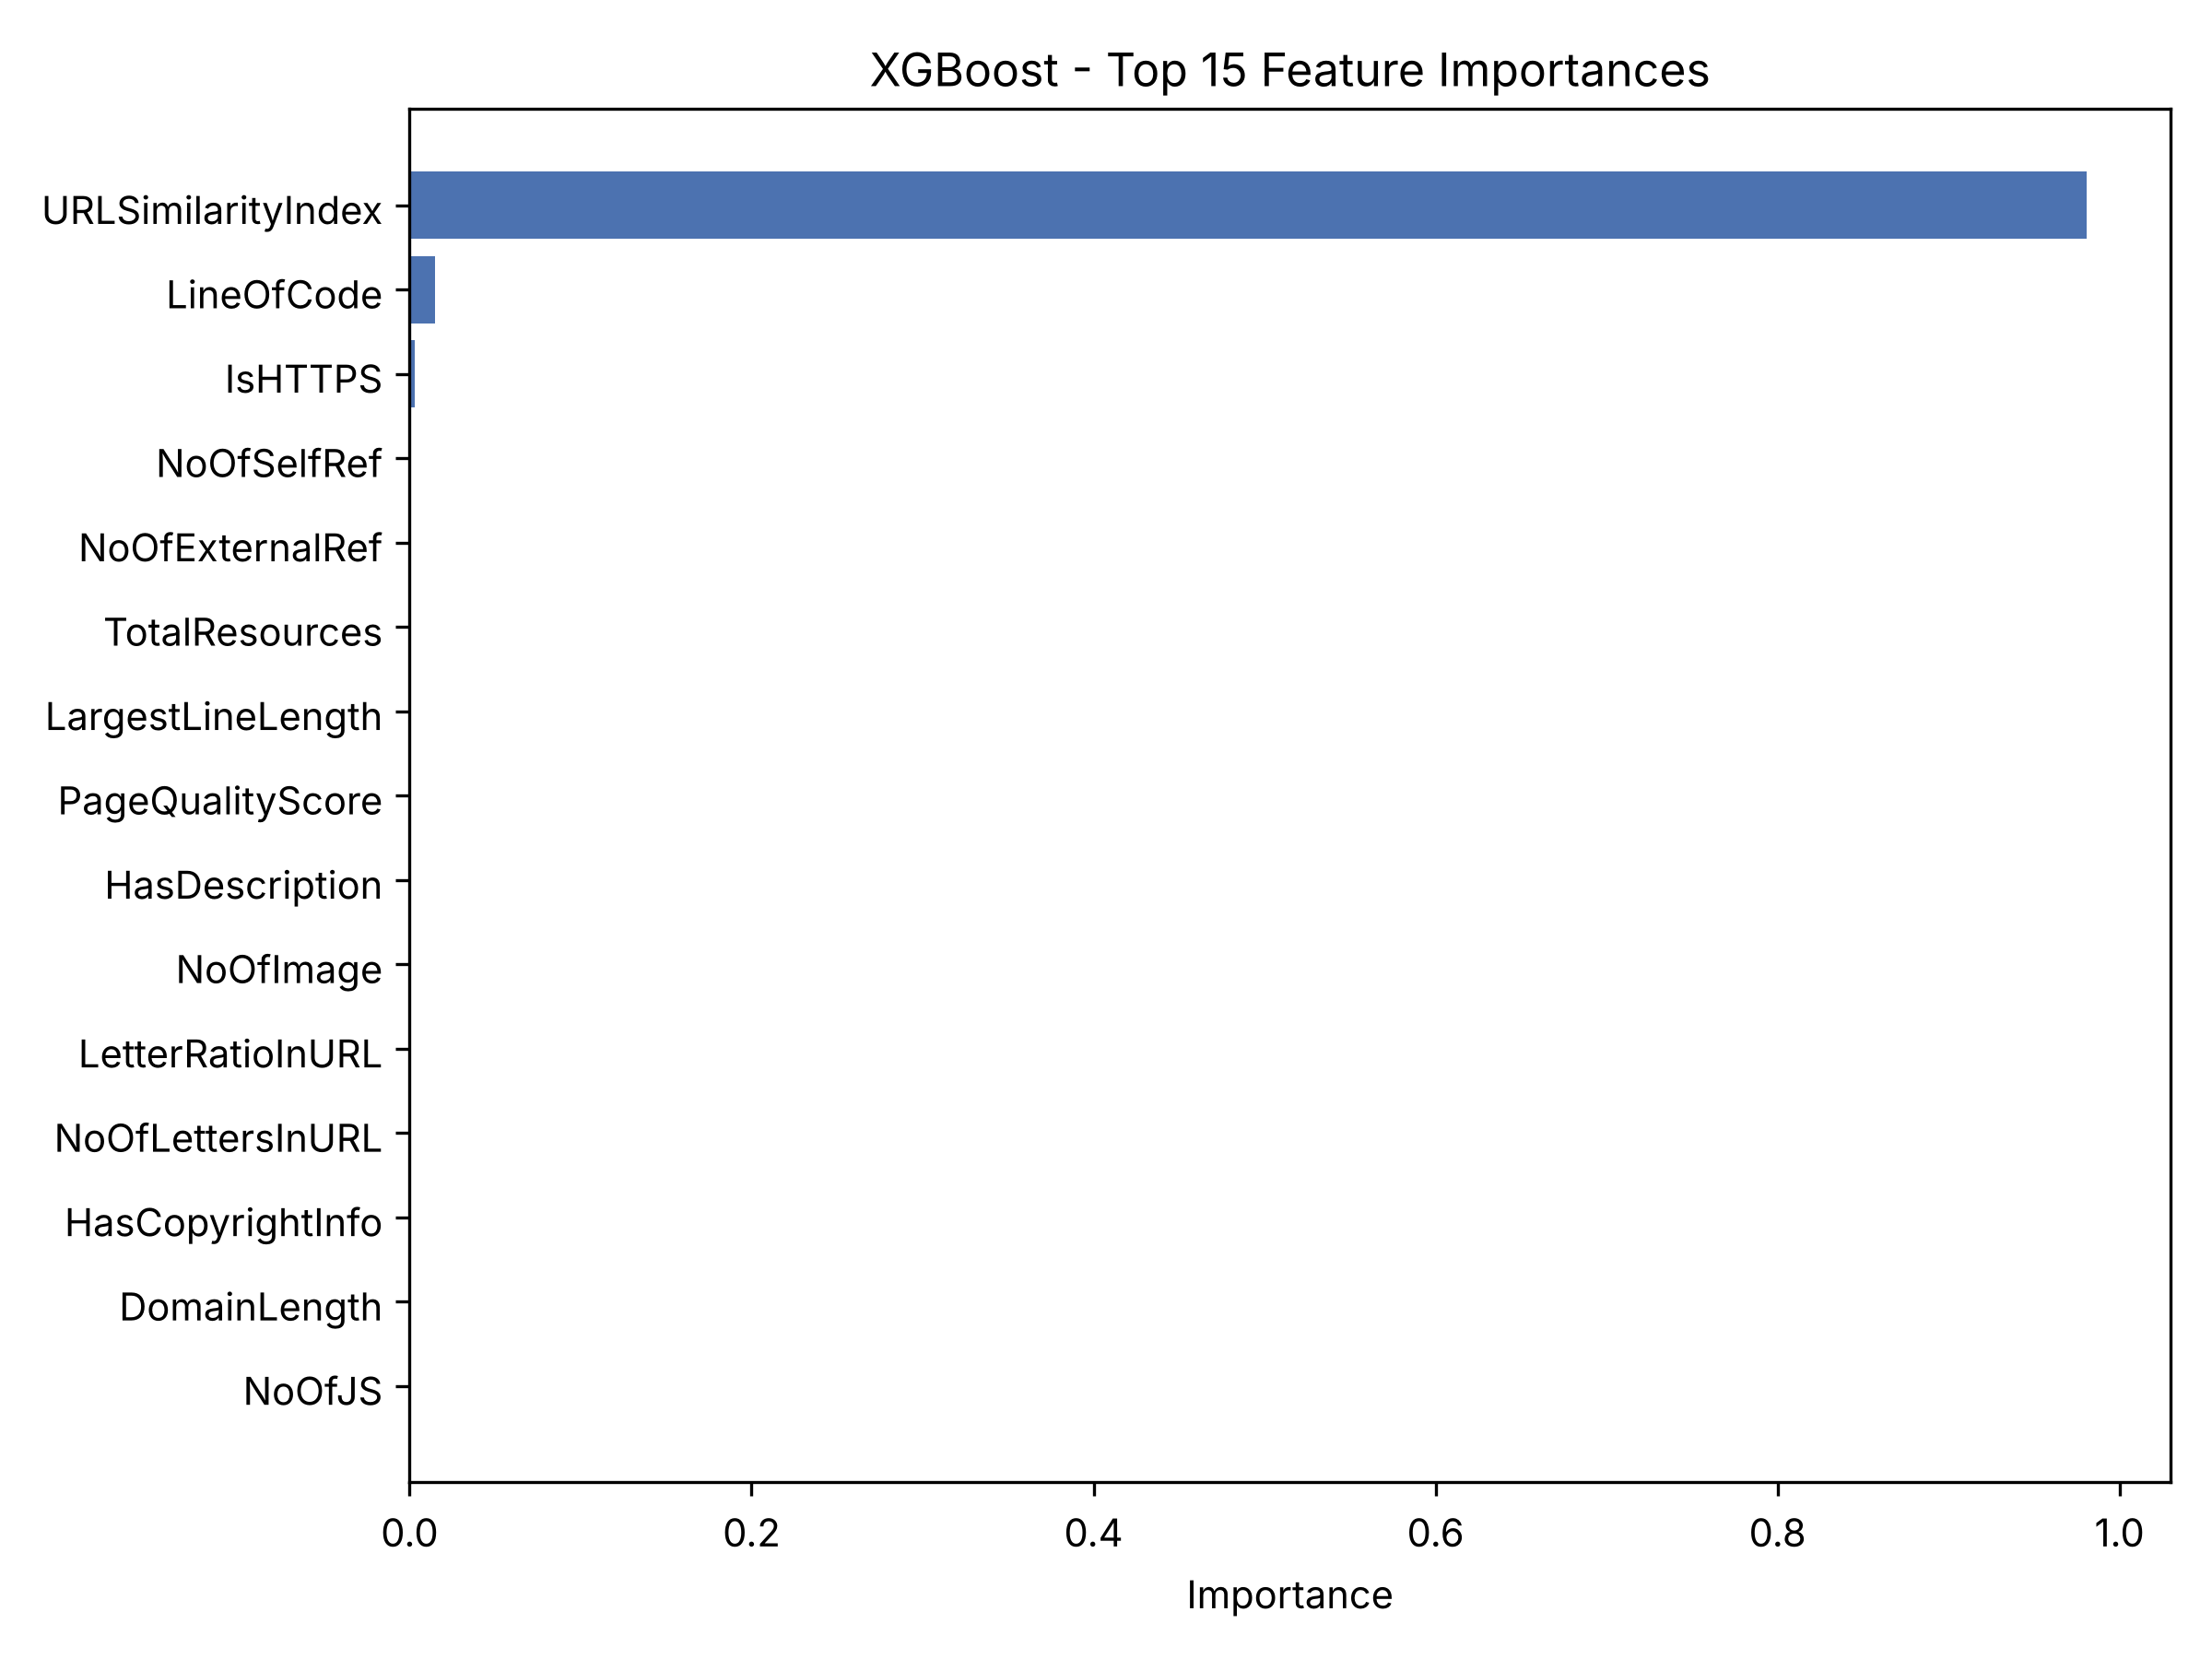 XGBoost - Top 15 Feature Importances
URLSimilarityIndex
LineOfCode
IsHTTPS
NoOfSelfRef
NoOfExternalRef
TotalResources
LargestLineLength
PageQualityScore
HasDescription
NoOfImage
LetterRatioInURL
NoOfLettersInURL
HasCopyrightInfo
DomainLength
NoOfJS
0.0 0.2 0.4 0.6 0.8 1.0
Importance